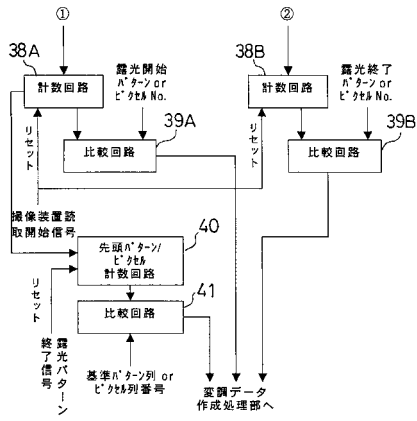 ①
②
38A
計数回路
露光開始
パターン or
ピクセル No.
38B
計数回路
露光終了
パターン or
ピクセル No.
39A
比較回路
39B
比較回路
リセット
リセット
撮像装置読
取開始信号
40
先頭パターン/
ピクセル
計数回路
リセット
41
比較回路
露光パターン
終了信号
基準パターン列 or
ピクセル列番号
変調データ
作成処理部へ